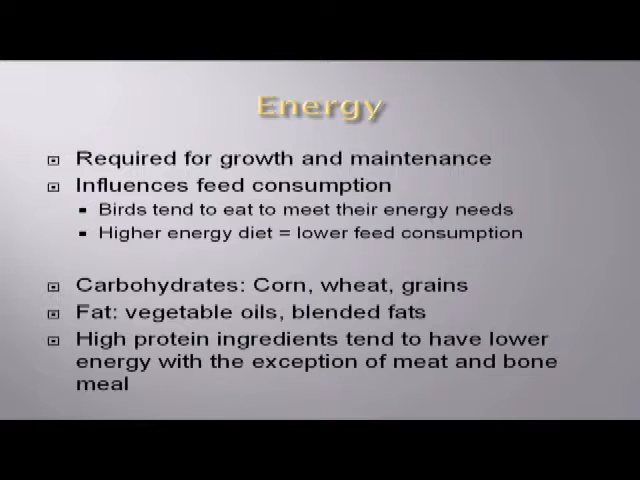 Energy
Required for growth and maintenance
Influences feed consumption
Birds tend to eat to meet their energy needs
Higher energy diet = lower feed consumption
Carbohydrates: Corn, wheat, grains
Fat: vegetable oils, blended fats
High protein ingredients tend to have lower
energy with the exception of meat and bone
meal